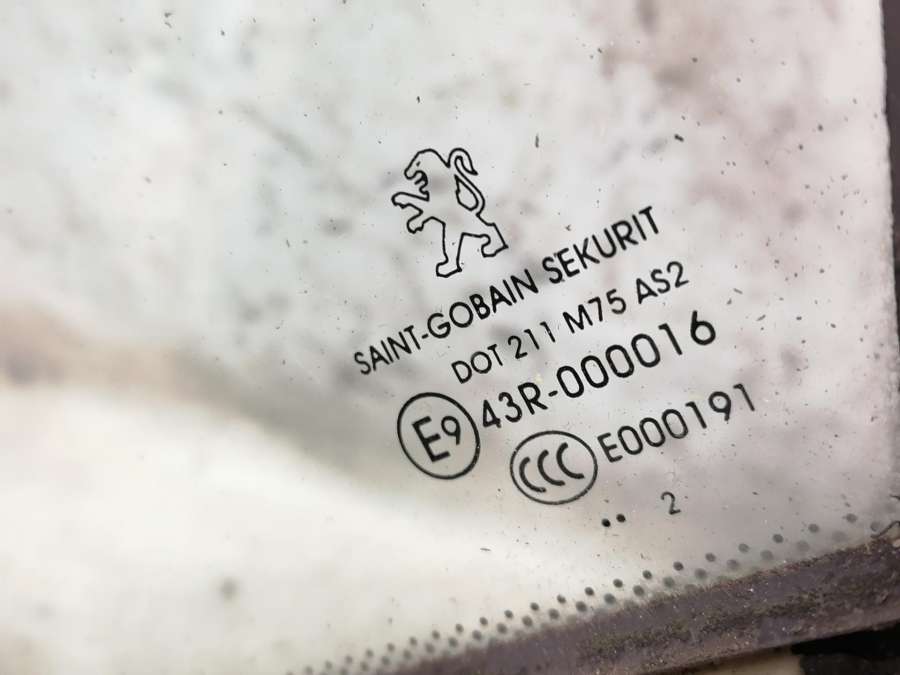 SAINT-GOBAIN SEKURIT
DOT 211 M75 AS2
E9 43R-000016
CCC E000191
•• 2